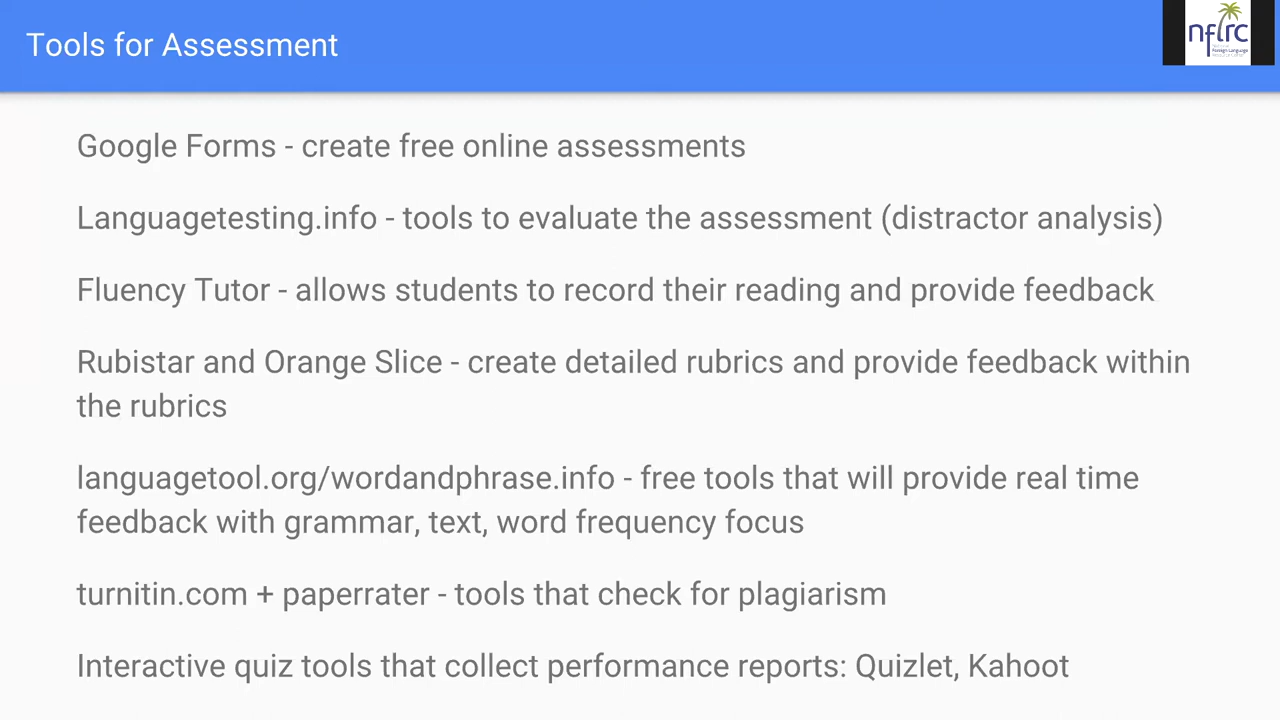 Tools for Assessment
nflrc
Foreign Language
Google Forms - create free online assessments
Languagetesting.info - tools to evaluate the assessment (distractor analysis)
Fluency Tutor - allows students to record their reading and provide feedback
Rubistar and Orange Slice - create detailed rubrics and provide feedback within
the rubrics
languagetool.org/wordandphrase.info - free tools that will provide real time
feedback with grammar, text, word frequency focus
turnitin.com + paperrater - tools that check for plagiarism
Interactive quiz tools that collect performance reports: Quizlet, Kahoot